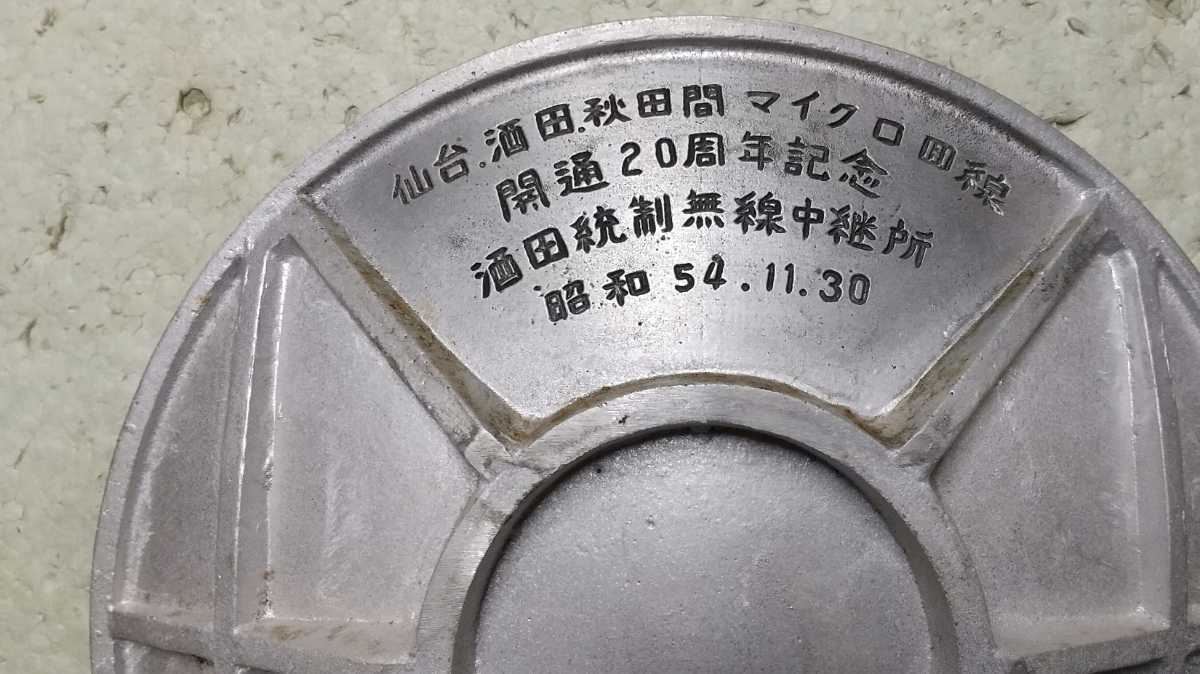 仙台.酒田.秋田間 マイクロ回線
開通20周年記念
酒田統制無線中継所
昭和 54.11.30